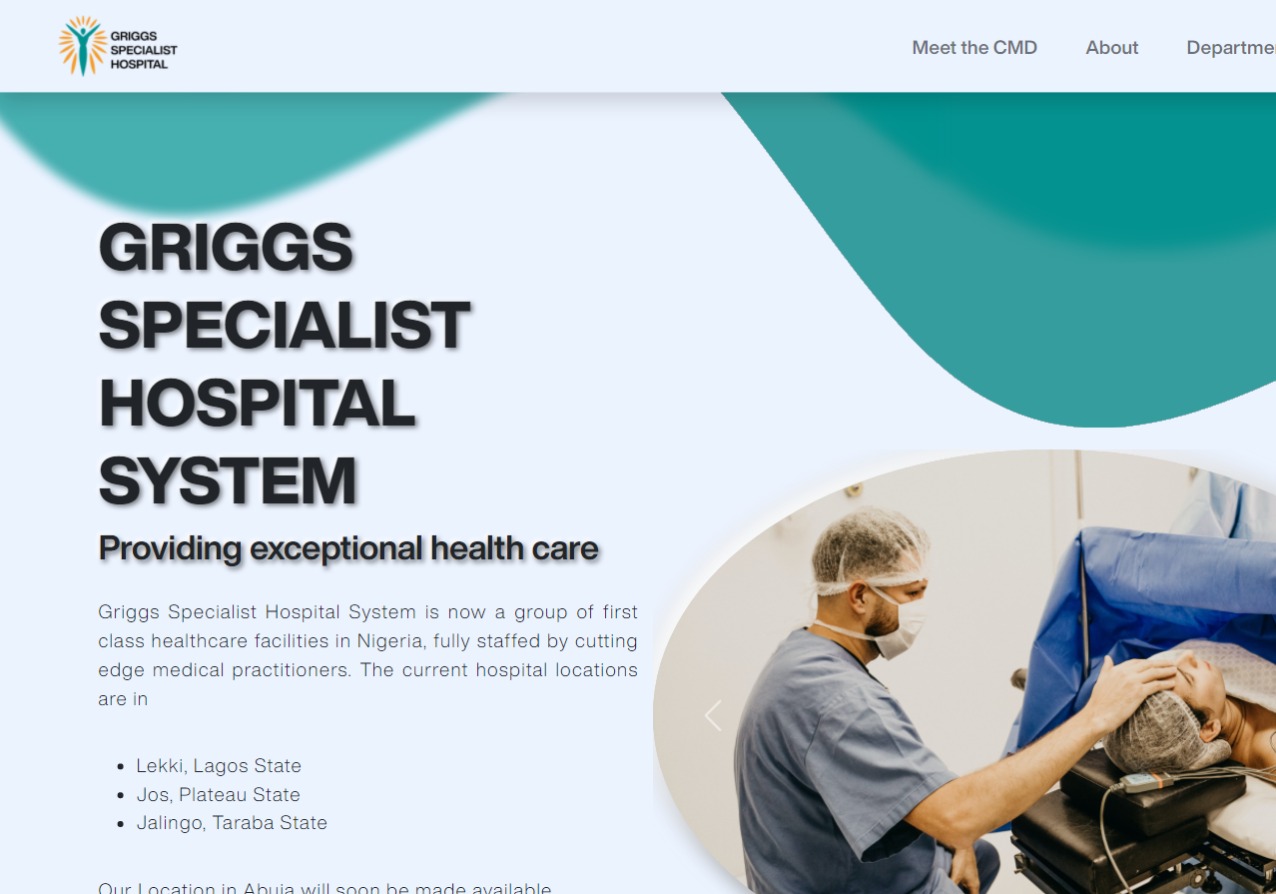 GRIGGS
SPECIALIST
HOSPITAL
Meet the CMD
About
GRIGGS
SPECIALIST
HOSPITAL
SYSTEM
Providing exceptional health care
Griggs Specialist Hospital System is now a group of first
class healthcare facilities in Nigeria, fully staffed by cutting
edge medical practitioners. The current hospital locations
are in
Lekki, Lagos State
Jos, Plateau State
Jalingo, Taraba State
Our Location in Abuja will soon be made available